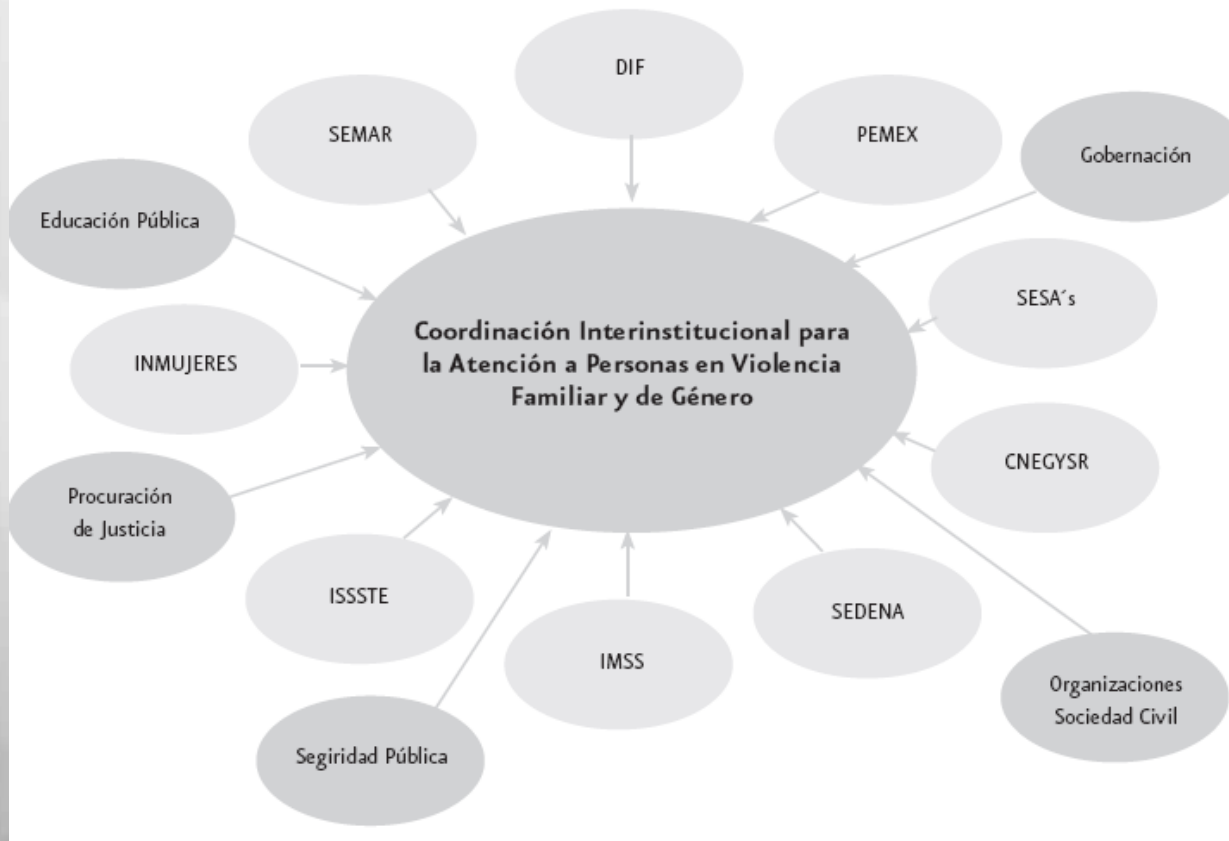 DIF
SEMAR
PEMEX
Gobernación
Educación Pública
SESA´s
Coordinación Interinstitucional para
la Atención a Personas en Violencia
Familiar y de Género
INMUJERES
CNEGYSR
Procuración
de Justicia
ISSSTE
SEDENA
IMSS
Organizaciones
Sociedad Civil
Segiridad Pública